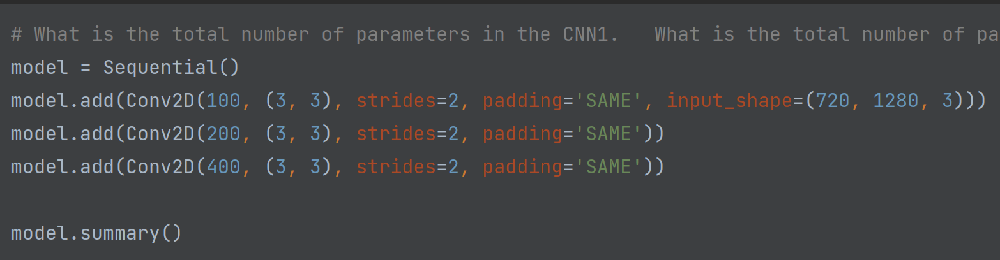 # What is the total number of parameters in the CNN1.   What is the total number of pa
model = Sequential()
model.add(Conv2D(100, (3, 3), strides=2, padding='SAME', input_shape=(720, 1280, 3)))
model.add(Conv2D(200, (3, 3), strides=2, padding='SAME'))
model.add(Conv2D(400, (3, 3), strides=2, padding='SAME'))
model.summary()